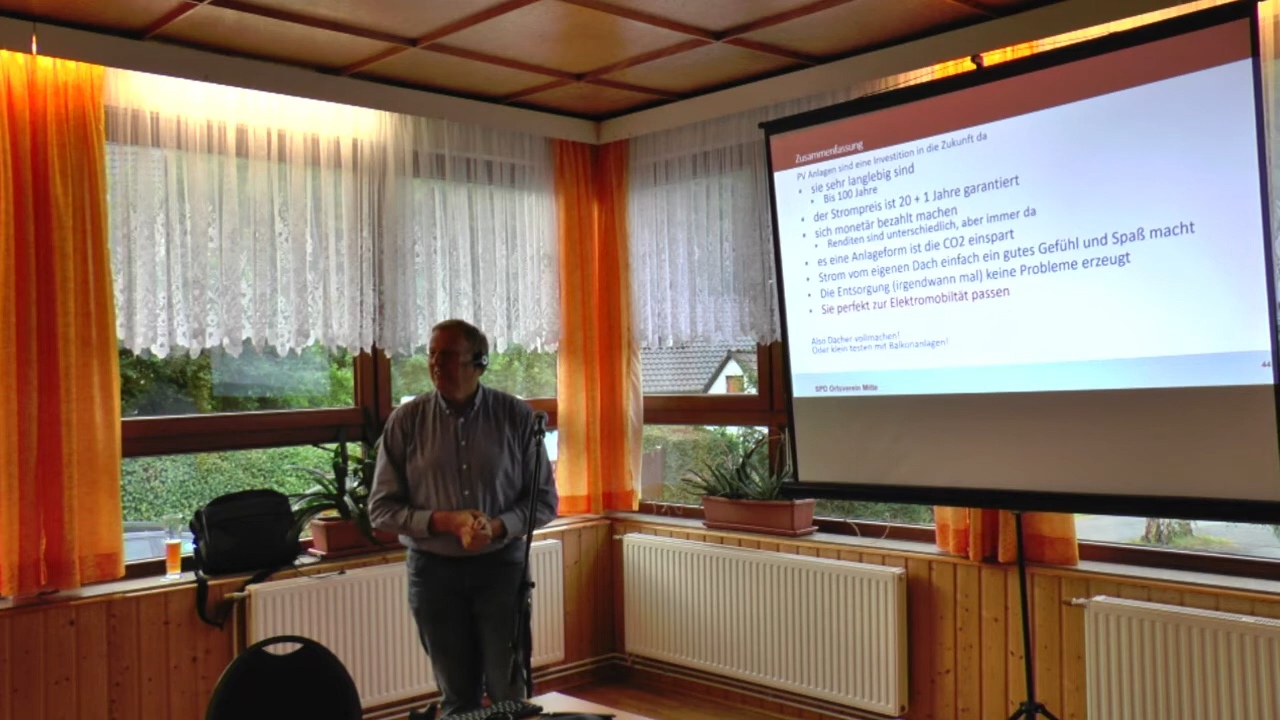 Zusammenfassung
PV Anlagen sind eine Investition in die Zukunft da
• sie sehr langlebig sind
• Bis 100 Jahre
• der Strompreis ist 20 + 1 Jahre garantiert
• sich monetär bezahlt machen
• Renditen sind unterschiedlich, aber immer da
• es eine Anlageform ist die CO2 einspart
• Strom vom eigenen Dach einfach ein gutes Gefühl und Spaß macht
• Die Entsorgung (irgendwann mal) keine Probleme erzeugt
• Sie perfekt zur Elektromobilität passen
Also Dächer vollmachen!
Oder klein testen mit Balkonanlagen!
SPD Ortsverein Mitte
44